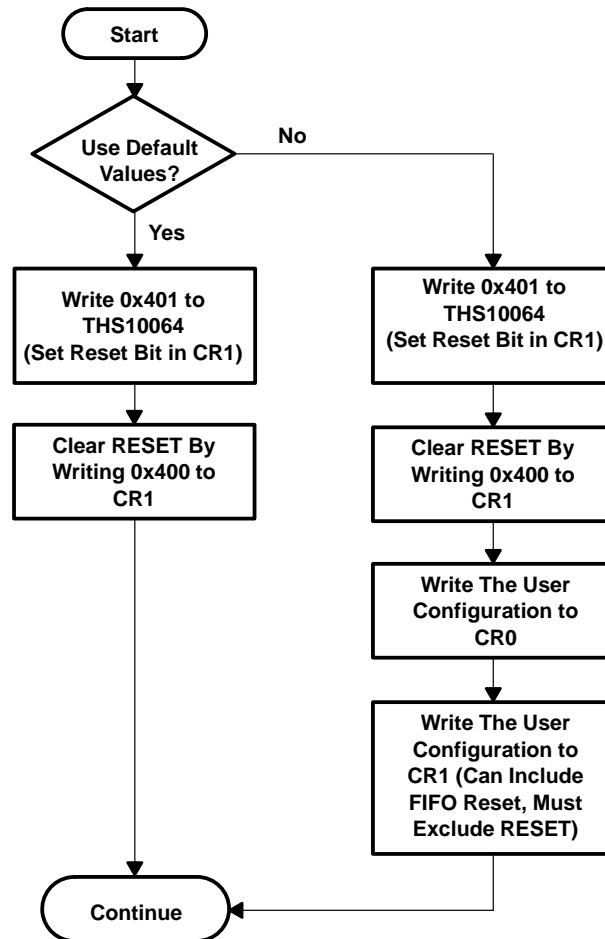 Start
Use Default
Values?
No
Yes
Write 0x401 to
THS10064
(Set Reset Bit in CR1)
Clear RESET By
Writing 0x400 to
CR1
Write 0x401 to
THS10064
(Set Reset Bit in CR1)
Clear RESET By
Writing 0x400 to
CR1
Write The User
Configuration to
CR0
Write The User
Configuration to
CR1 (Can Include
FIFO Reset, Must
Exclude RESET)
Continue